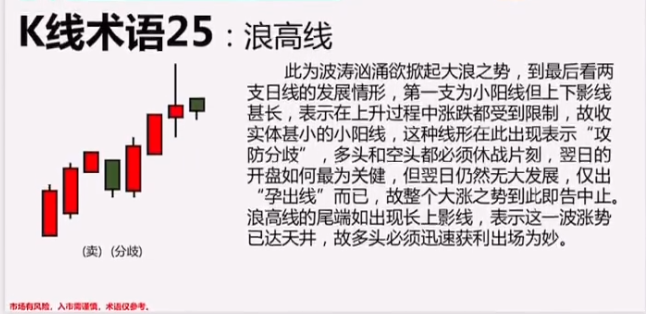 K线术语25：浪高线
此为波涛汹涌欲掀起大浪之势，到最后看两
支日线的发展情形，第一支为小阳线但上下影线
甚长，表示在上升过程中涨跌都受到限制，故收
实体甚小的小阳线，这种线形在此出现表示“攻
防分歧”，多头和空头都必须休战片刻，翌日的
开盘如何最为关健，但翌日仍然无大发展，仅出
“孕出线”而已，故整个大涨之势到此即告中止。
浪高线的尾端如出现长上影线，表示这一波涨势
已达天井，故多头必须迅速获利出场为妙。
(卖) (分歧)
市场有风险，入市需谨慎，术语仅参考。